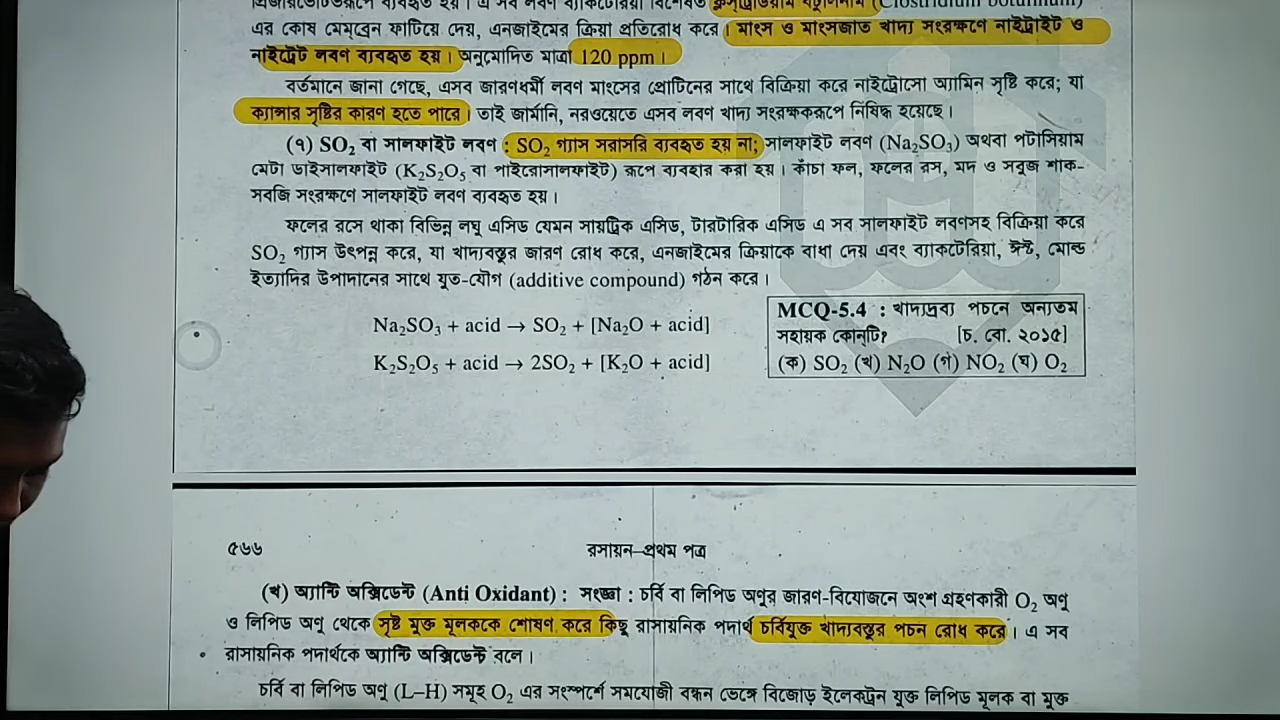 (Clostridium botulinum)
এর কোষ মেমব্রেন ফাটিয়ে দেয়, এনজাইমের ক্রিয়া প্রতিরোধ করে। মাংস ও মাংসজাত খাদ্য সংরক্ষণে নাইট্রাইট ও
নাইট্রেট লবণ ব্যবহৃত হয়। অনুমোদিত মাত্রা 120 ppm।
বর্তমানে জানা গেছে, এসব জারণধর্মী লবণ মাংসের প্রোটিনের সাথে বিক্রিয়া করে নাইট্রোসো অ্যামিন সৃষ্টি করে; যা
ক্যান্সার সৃষ্টির কারণ হতে পারে। তাই জার্মানি, নরওয়েতে এসব লবণ খাদ্য সংরক্ষকরূপে নিষিদ্ধ হয়েছে।
(৭) SO₂ বা সালফাইট লবণ : SO₂ গ্যাস সরাসরি ব্যবহৃত হয় না; সালফাইট লবণ (Na₂SO₃) অথবা পটাসিয়াম
মেটা ডাইসালফাইট (K₂S₂O₅ বা পাইরোসালফাইট) রূপে ব্যবহার করা হয়। কাঁচা ফল, ফলের রস, মদ ও সবুজ শাক-
সবজি সংরক্ষণে সালফাইট লবণ ব্যবহৃত হয়।
ফলের রসে থাকা বিভিন্ন লঘু এসিড যেমন সায়ট্রিক এসিড, টারটারিক এসিড এ সব সালফাইট লবণসহ বিক্রিয়া করে
SO₂ গ্যাস উৎপন্ন করে, যা খাদ্যবস্তুর জারণ রোধ করে, এনজাইমের ক্রিয়াকে বাধা দেয় এবং ব্যাকটেরিয়া, ঈস্ট, মোল্ড
ইত্যাদির উপাদানের সাথে যুত-যৌগ (additive compound) গঠন করে।
Na₂SO₃ + acid → SO₂ + [Na₂O + acid]
K₂S₂O₅ + acid → 2SO₂ + [K₂O + acid]
MCQ-5.4 : খাদ্যদ্রব্য পচনে অন্যতম
সহায়ক কোনটি? [চ. বো. ২০১৫]
(ক) SO₂ (খ) N₂O (গ) NO₂ (ঘ) O₂
৫৬৬
রসায়ন–প্রথম পত্র
(খ) অ্যান্টি অক্সিডেন্ট (Anti Oxidant) : সংজ্ঞা : চর্বি বা লিপিড অণুর জারণ-বিযোজনে অংশ গ্রহণকারী O₂ অণু
ও লিপিড অণু থেকে সৃষ্ট মুক্ত মূলককে শোষণ করে কিছু রাসায়নিক পদার্থ চর্বিযুক্ত খাদ্যবস্তুর পচন রোধ করে। এ সব
রাসায়নিক পদার্থকে অ্যান্টি অক্সিডেন্ট বলে।
চর্বি বা লিপিড অণু (L–H) সমূহ O₂ এর সংস্পর্শে সমযোজী বন্ধন ভেঙ্গে বিজোড় ইলেকট্রন যুক্ত লিপিড মূলক বা মুক্ত